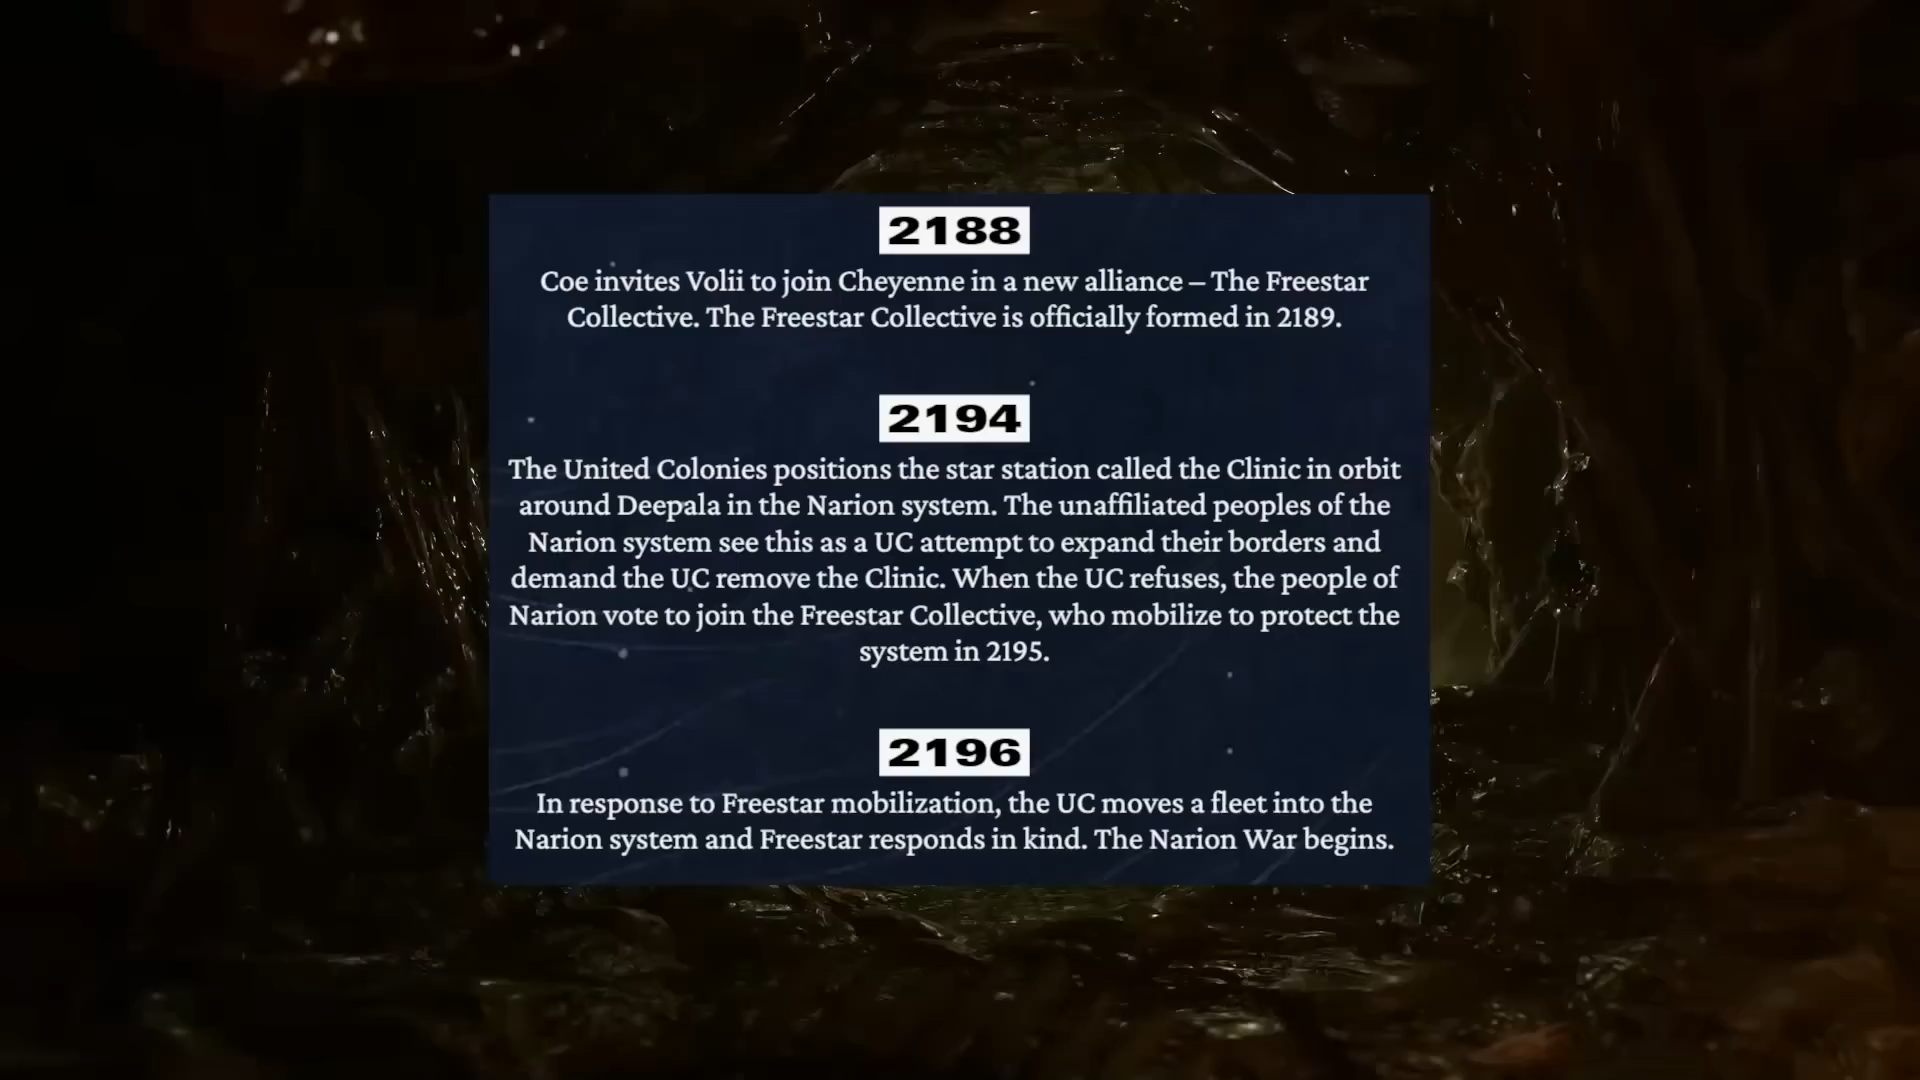 2188
Coe invites Volii to join Cheyenne in a new alliance – The Freestar
Collective. The Freestar Collective is officially formed in 2189.
2194
The United Colonies positions the star station called the Clinic in orbit
around Deepala in the Narion system. The unaffiliated peoples of the
Narion system see this as a UC attempt to expand their borders and
demand the UC remove the Clinic. When the UC refuses, the people of
Narion vote to join the Freestar Collective, who mobilize to protect the
system in 2195.
2196
In response to Freestar mobilization, the UC moves a fleet into the
Narion system and Freestar responds in kind. The Narion War begins.